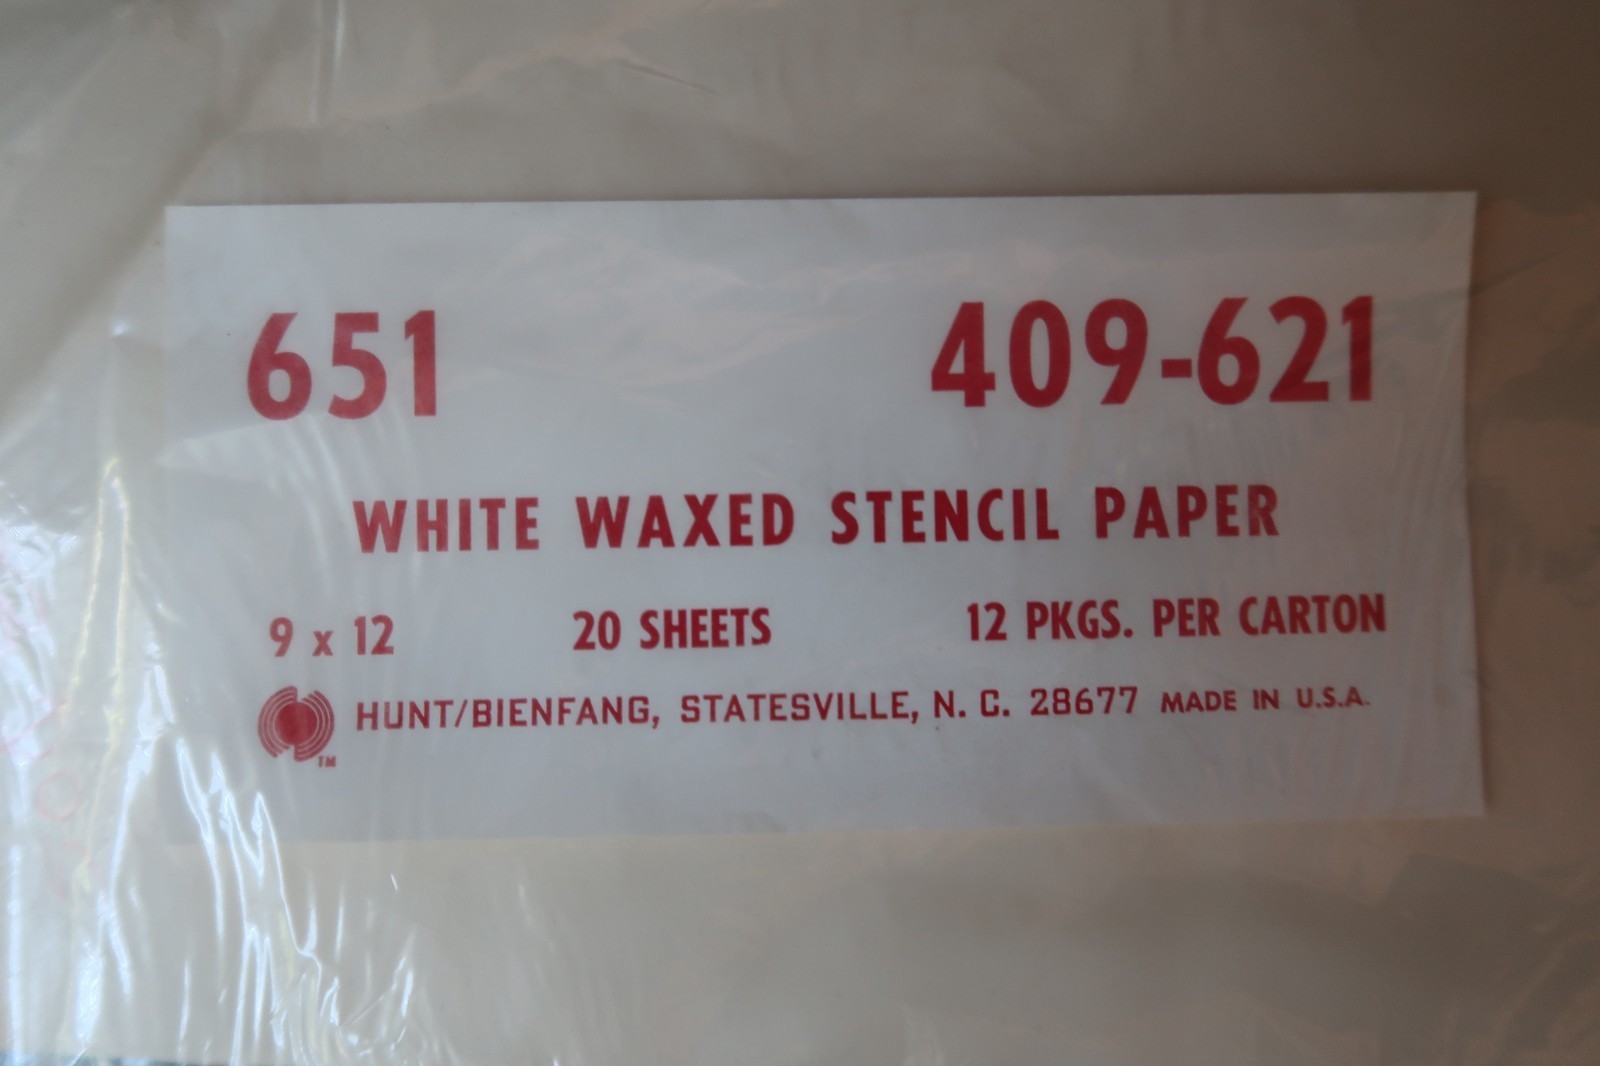 651 409-621
WHITE WAXED STENCIL PAPER
9 x 12 20 SHEETS 12 PKGS. PER CARTON
HUNT/BIENFANG, STATESVILLE, N. C. 28677 MADE IN U.S.A.
TM